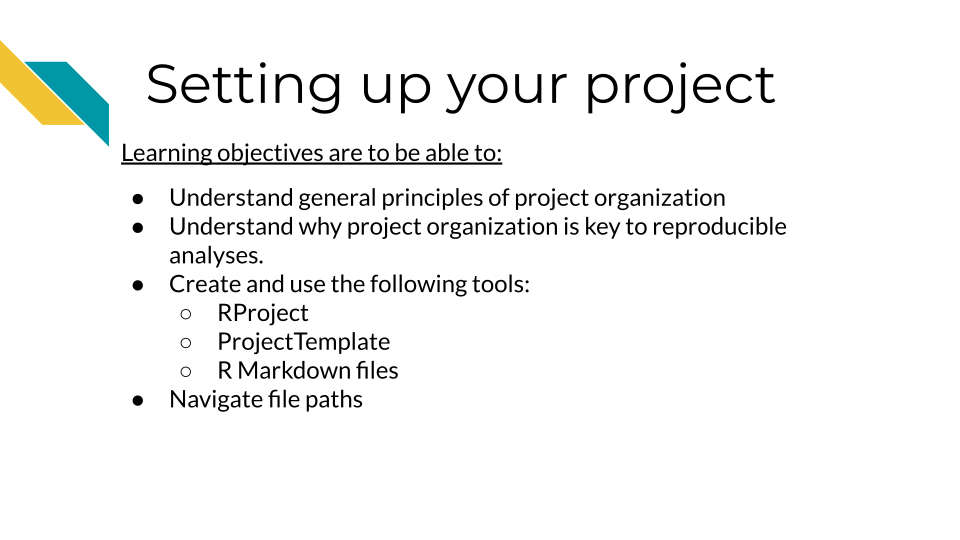 Setting up your project
Learning objectives are to be able to:
● Understand general principles of project organization
● Understand why project organization is key to reproducible
analyses.
● Create and use the following tools:
○ RProject
○ ProjectTemplate
○ R Markdown files
● Navigate file paths